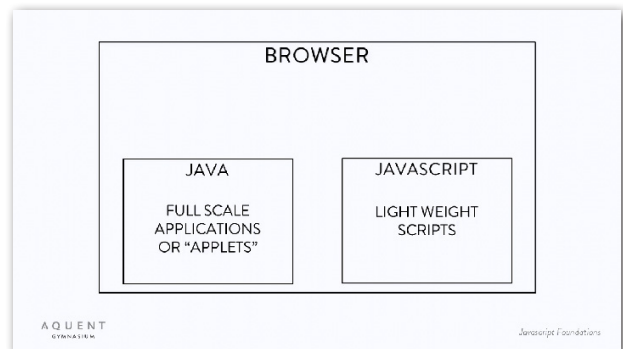 BROWSER
JAVA
FULL SCALE
APPLICATIONS
OR "APPLETS"
JAVASCRIPT
LIGHT WEIGHT
SCRIPTS
AQUENT
GYMNASIUM
Javascript Foundations